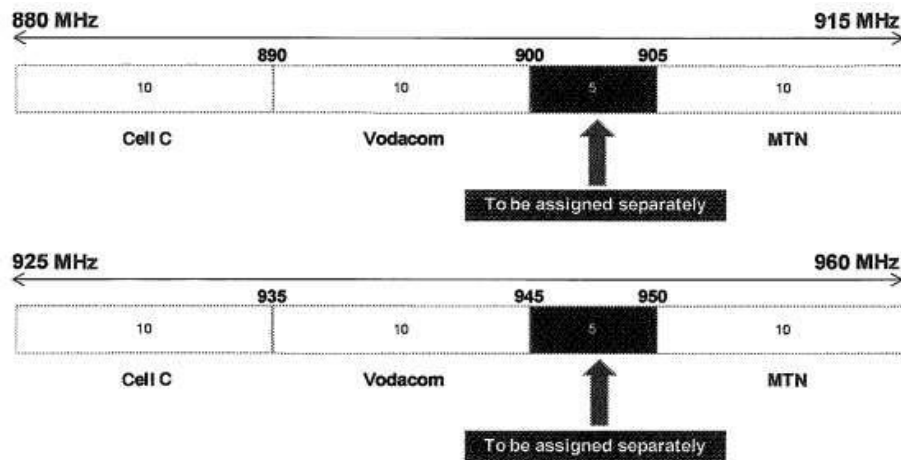 880 MHz 915 MHz
890 900 905
10 10 5 10
Cell C Vodacom MTN
To be assigned separately
925 MHz 960 MHz
935 945 950
10 10 5 10
Cell C Vodacom MTN
To be assigned separately